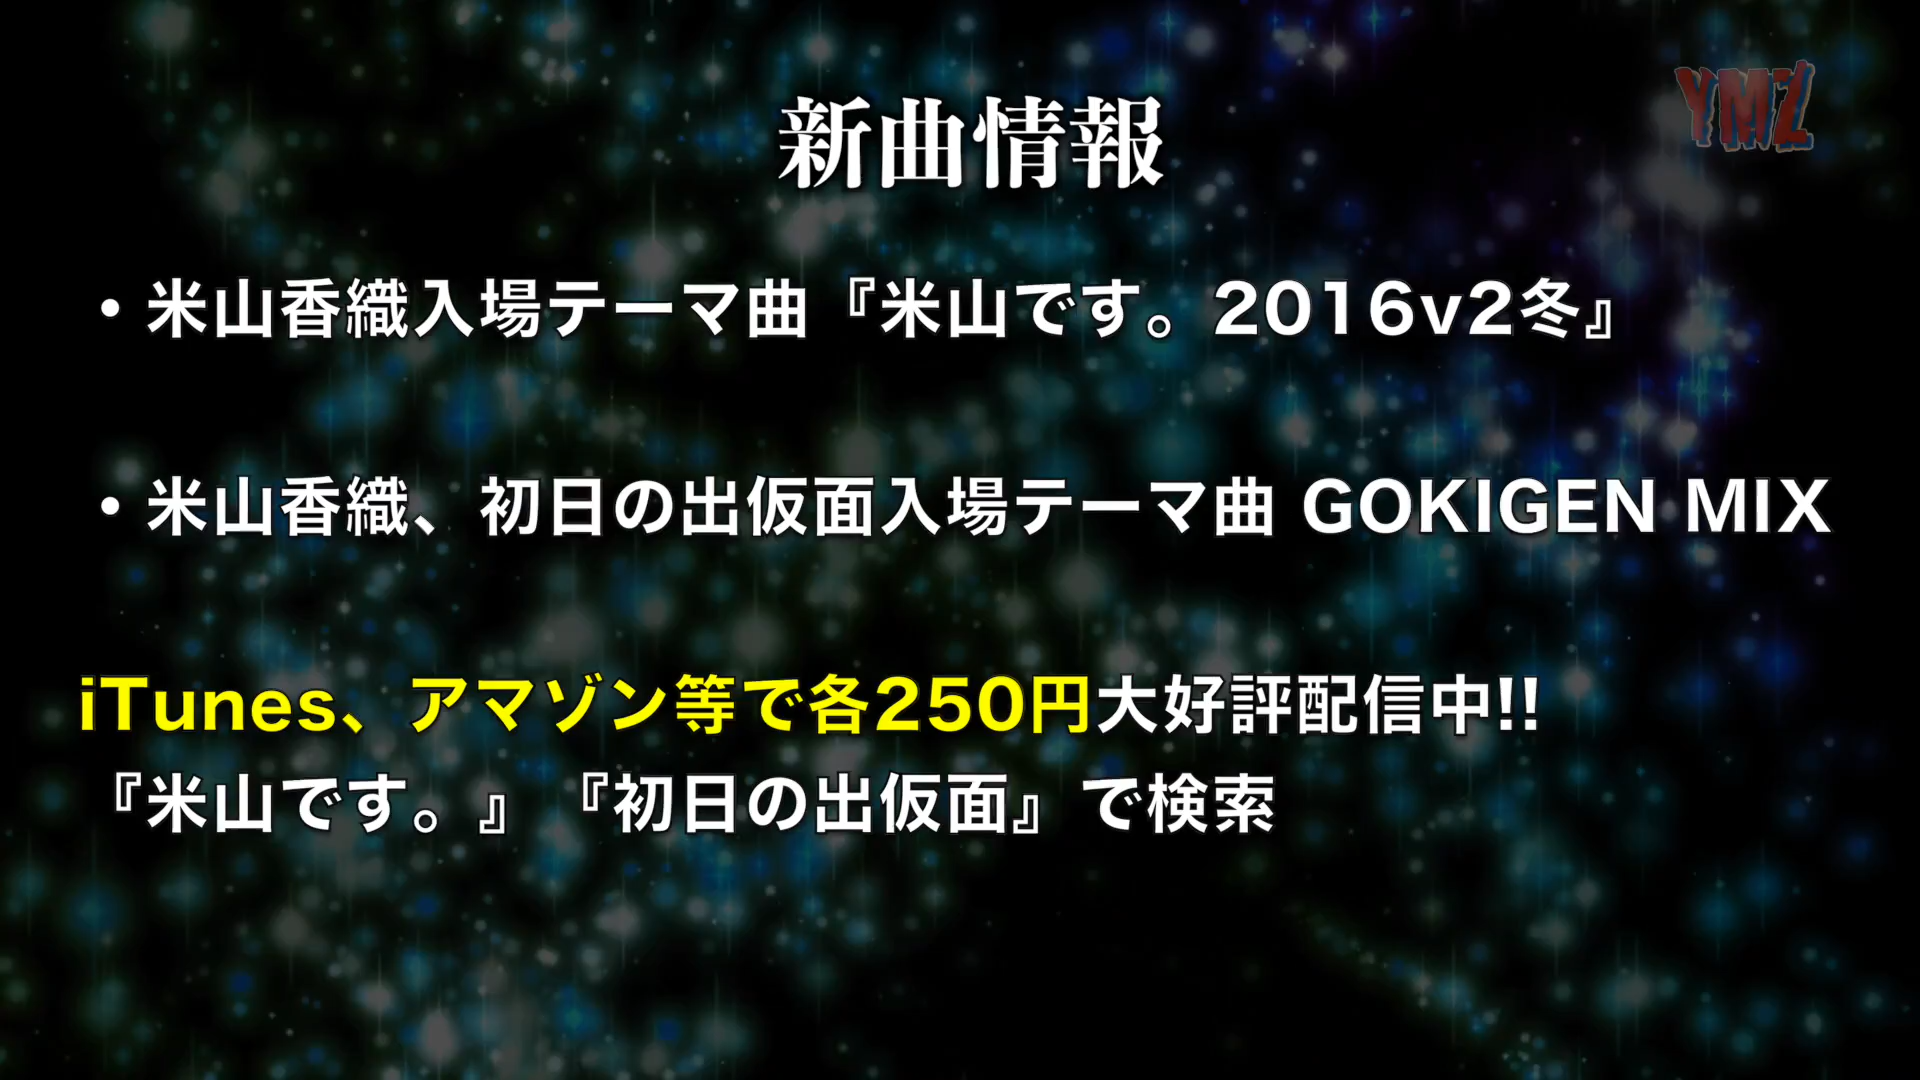 新曲情報
YMZ
・米山香織入場テーマ曲『米山です。2016v2冬』
・米山香織、初日の出仮面入場テーマ曲 GOKIGEN MIX
iTunes、アマゾン等で各250円大好評配信中!!
『米山です。』『初日の出仮面』で検索